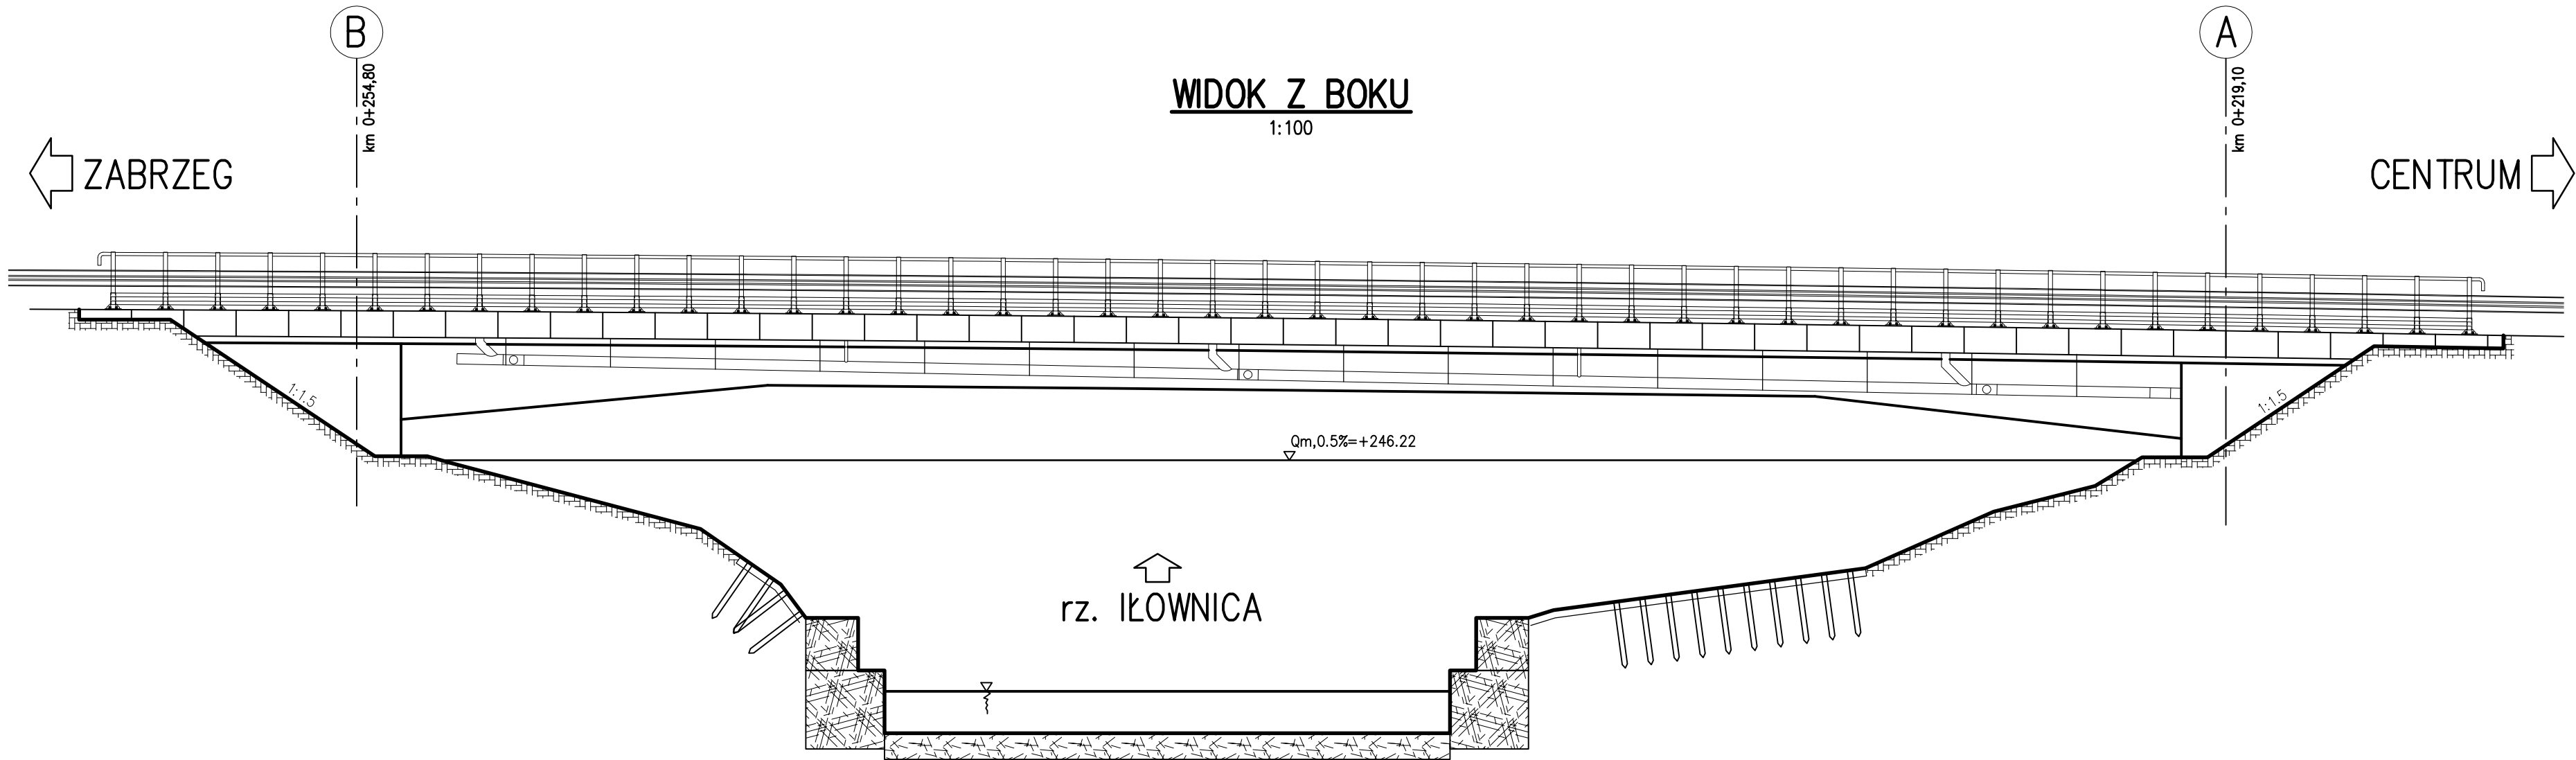 B
A
km 0+254,80
km 0+219,10
WIDOK Z BOKU
1:100
ZABRZEG
CENTRUM
1:1.5
1:1.5
Qm,0.5%=+246.22
rz. IŁOWNICA